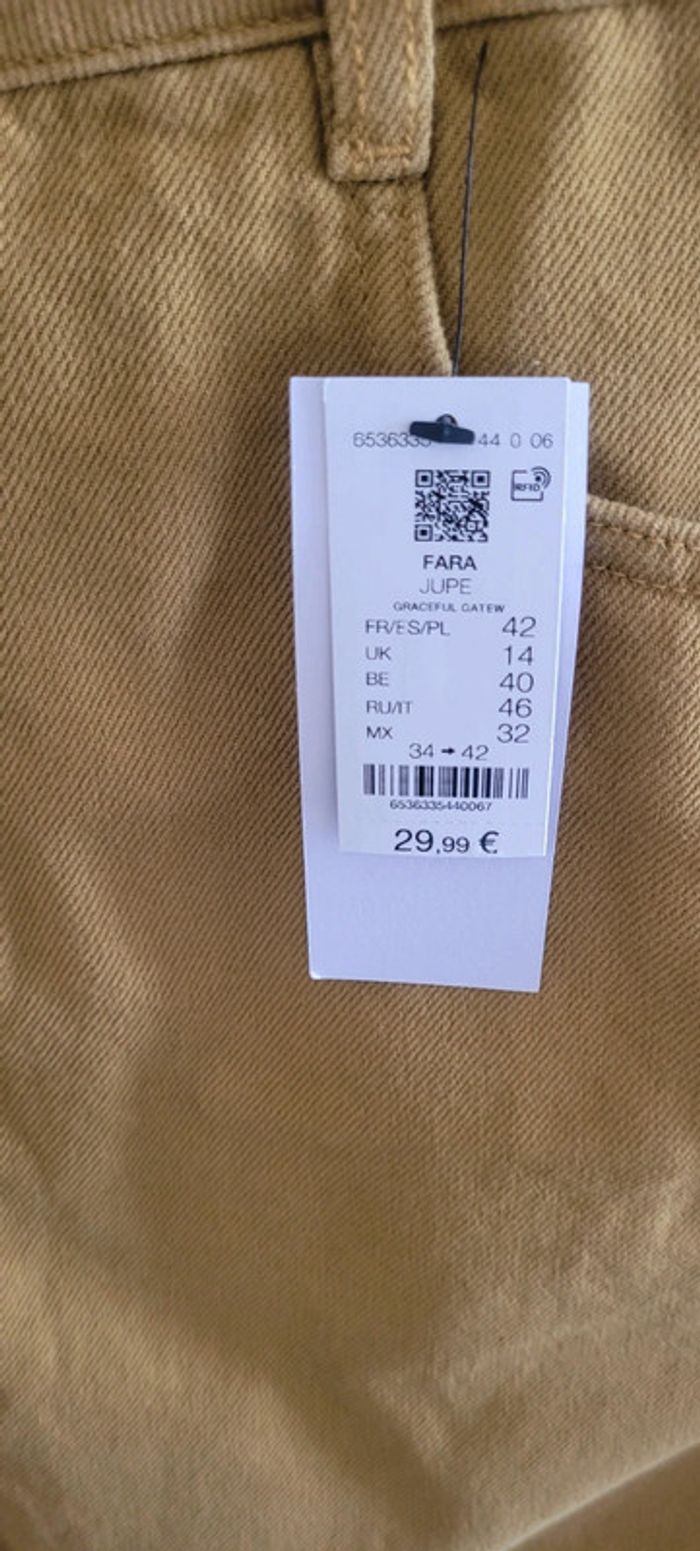 6536335 44 0 06
RFID
FARA
JUPE
GRACEFUL GATEW
FR/ES/PL 42
UK 14
BE 40
RU/IT 46
MX 32
34 → 42
6536335440067
29,99 €